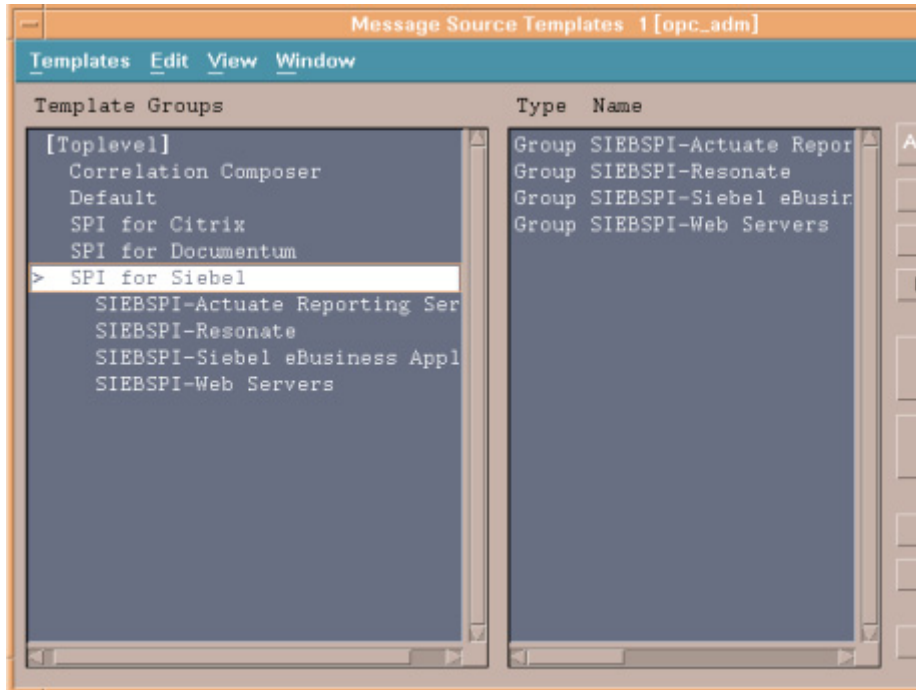 Message Source Templates 1 [opc_adm]
Templates Edit View Window
Template Groups
[Toplevel]
Correlation Composer
Default
SPI for Citrix
SPI for Documentum
> SPI for Siebel
SIEBSPI-Actuate Reporting Ser
SIEBSPI-Resonate
SIEBSPI-Siebel eBusiness Appl
SIEBSPI-Web Servers
Type Name
Group SIEBSPI-Actuate Repor
Group SIEBSPI-Resonate
Group SIEBSPI-Siebel eBusin
Group SIEBSPI-Web Servers
A